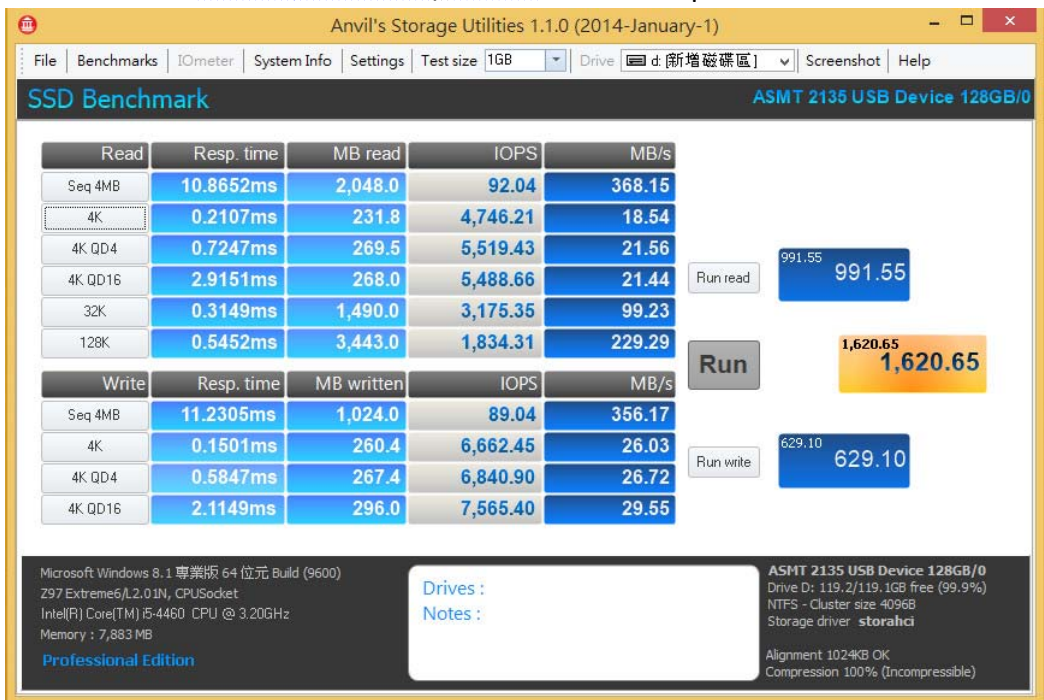 Anvil's Storage Utilities 1.1.0 (2014-January-1)
File Benchmarks IOmeter System Info Settings Test size 1GB Drive d: [新增磁碟區] Screenshot Help
SSD Benchmark ASMT 2135 USB Device 128GB/0
Read Resp. time MB read IOPS MB/s
Seq 4MB 10.8652ms 2,048.0 92.04 368.15
4K 0.2107ms 231.8 4,746.21 18.54
4K QD4 0.7247ms 269.5 5,519.43 21.56
4K QD16 2.9151ms 268.0 5,488.66 21.44
32K 0.3149ms 1,490.0 3,175.35 99.23
128K 0.5452ms 3,443.0 1,834.31 229.29
Run read 991.55 991.55
Run 1,620.65 1,620.65
Write Resp. time MB written IOPS MB/s
Seq 4MB 11.2305ms 1,024.0 89.04 356.17
4K 0.1501ms 260.4 6,662.45 26.03
4K QD4 0.5847ms 267.4 6,840.90 26.72
4K QD16 2.1149ms 296.0 7,565.40 29.55
Run write 629.10 629.10
Microsoft Windows 8.1 專業版 64 位元 Build (9600)
Z97 Extreme6/L2.01N, CPUSocket
Intel(R) Core(TM) i5-4460 CPU @ 3.20GHz
Memory : 7,883 MB
Professional Edition
Drives :
Notes :
ASMT 2135 USB Device 128GB/0
Drive D: 119.2/119.1GB free (99.9%)
NTFS - Cluster size 4096B
Storage driver storahci
Alignment 1024KB OK
Compression 100% (Incompressible)